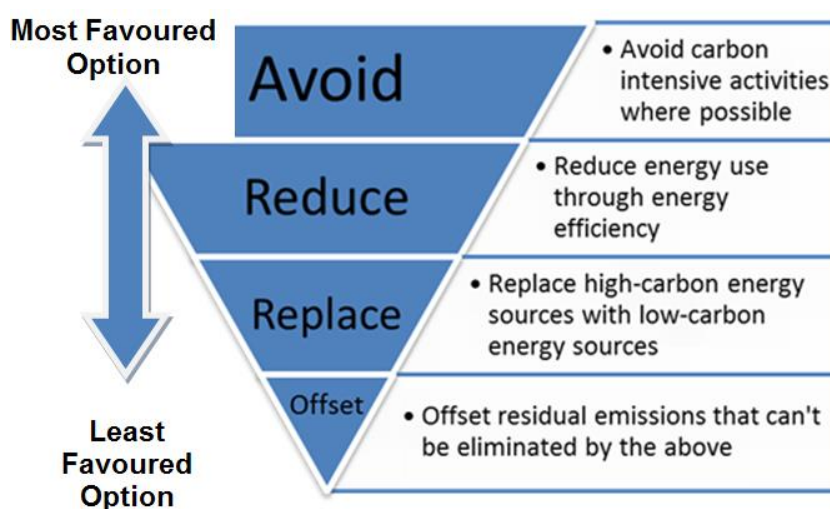 Most Favoured
Option
Avoid
• Avoid carbon
intensive activities
where possible
Reduce
• Reduce energy use
through energy
efficiency
Replace
• Replace high-carbon energy
sources with low-carbon
energy sources
Offset
• Offset residual emissions that can't
be eliminated by the above
Least
Favoured
Option